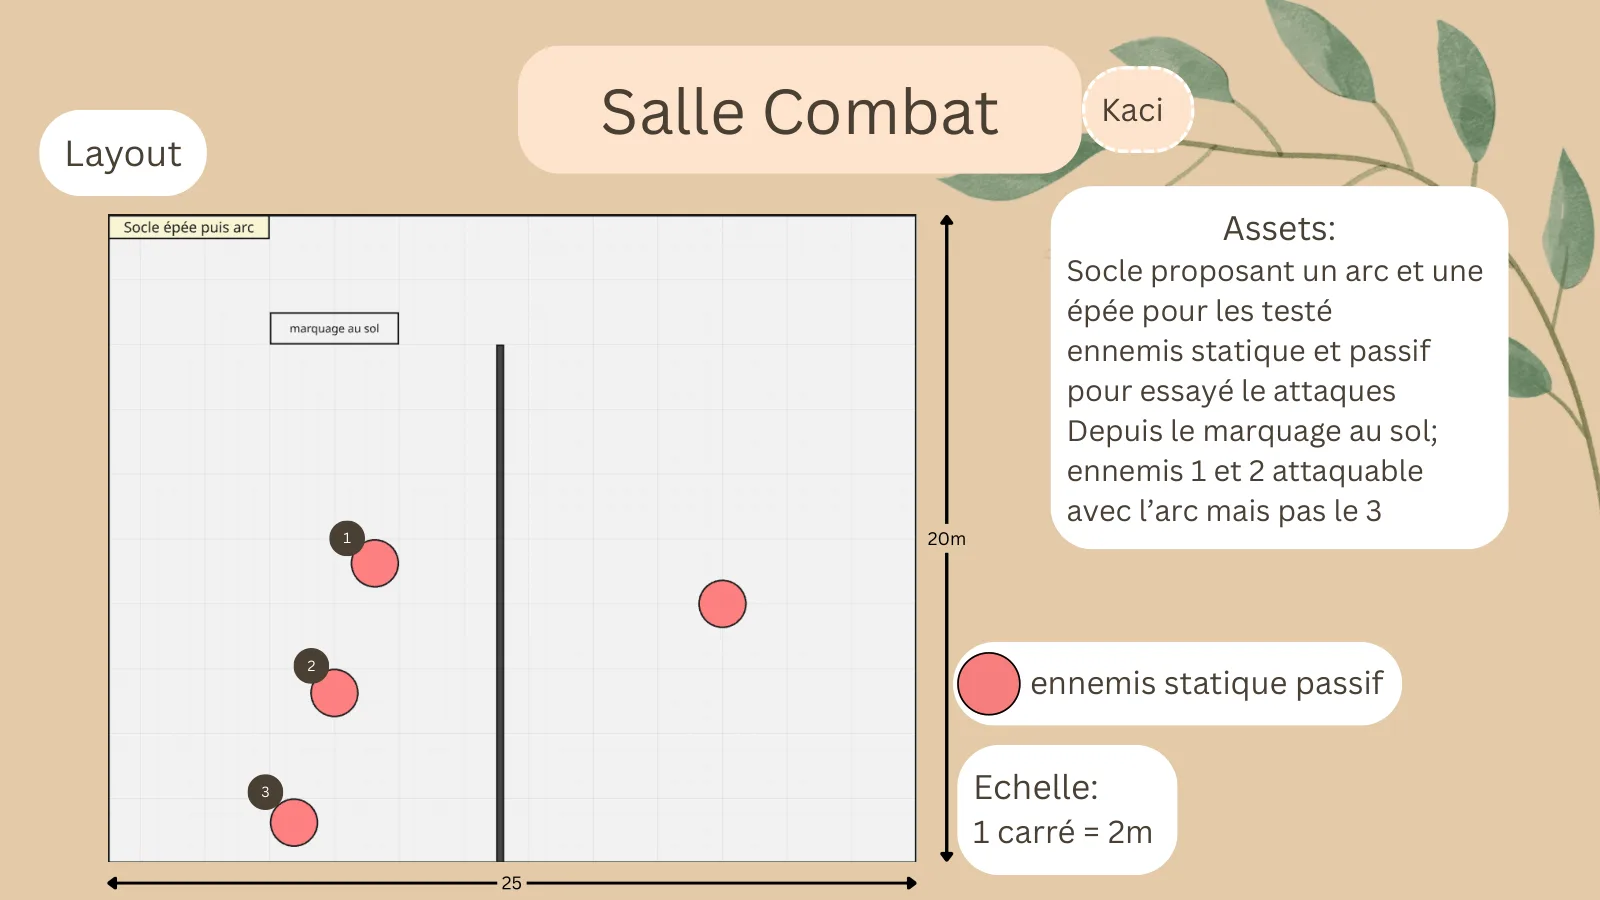 Salle Combat
Kaci
Layout
Socle épée puis arc
marquage au sol
1
2
3
20m
25
Assets:
Socle proposant un arc et une
épée pour les testé
ennemis statique et passif
pour essayé le attaques
Depuis le marquage au sol;
ennemis 1 et 2 attaquable
avec l’arc mais pas le 3
ennemis statique passif
Echelle:
1 carré = 2m